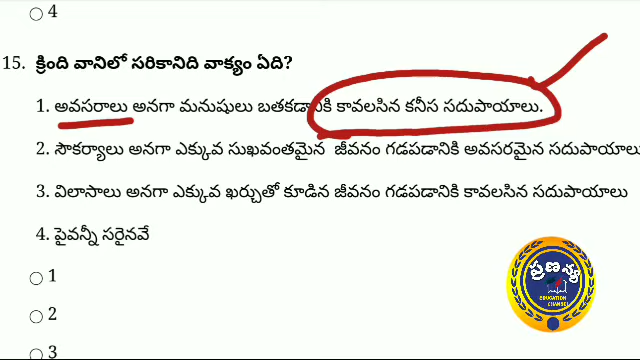 4
15. క్రింది వానిలో సరికానిది వాక్యం ఏది?
1. అవసరాలు అనగా మనుషులు బతకడానికి కావలసిన కనీస సదుపాయాలు.
2. సౌకర్యాలు అనగా ఎక్కువ సుఖవంతమైన జీవనం గడపడానికి అవసరమైన సదుపాయాలు
3. విలాసాలు అనగా ఎక్కువ ఖర్చుతో కూడిన జీవనం గడపడానికి కావలసిన సదుపాయాలు
4. పైవన్నీ సరైనవే
1
2
3
ప్రణన్య
EDUCATION
CHANNEL